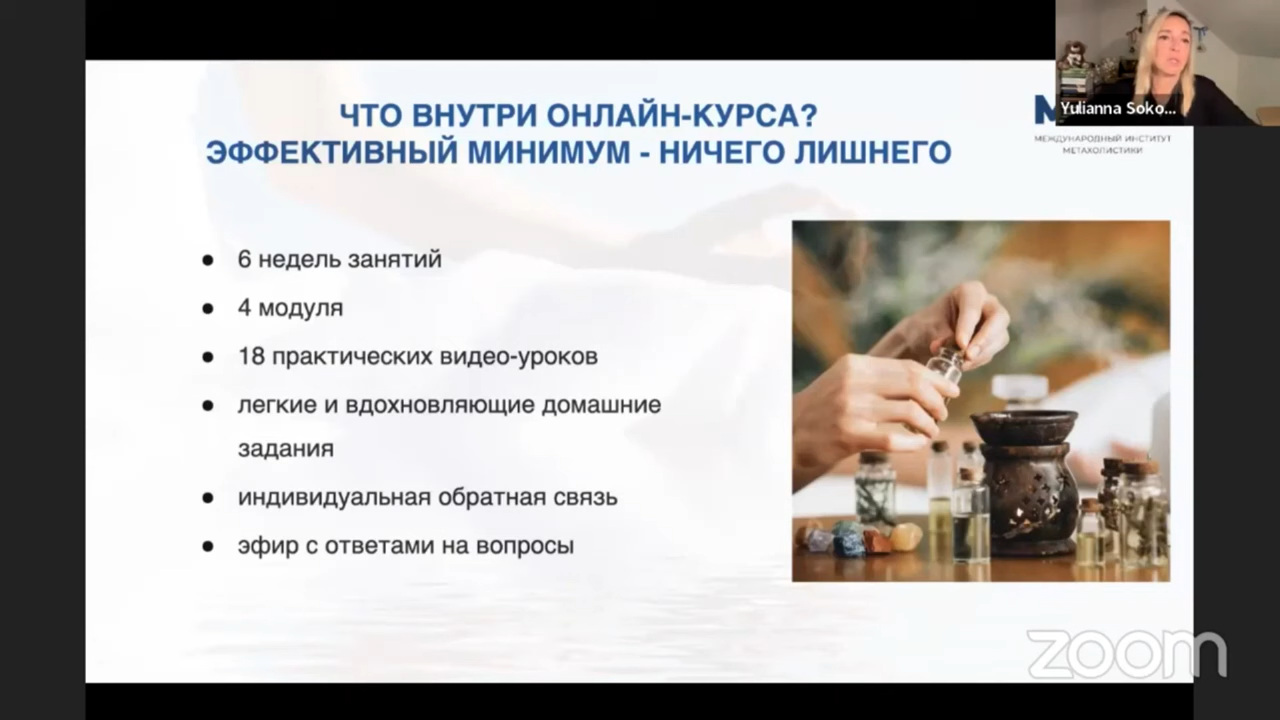 ЧТО ВНУТРИ ОНЛАЙН-КУРСА?
ЭФФЕКТИВНЫЙ МИНИМУМ - НИЧЕГО ЛИШНЕГО
Yulianna Soko...
МЕЖДУНАРОДНЫЙ ИНСТИТУТ
МЕТАХОЛИСТИКИ
● 6 недель занятий
● 4 модуля
● 18 практических видео-уроков
● легкие и вдохновляющие домашние
задания
● индивидуальная обратная связь
● эфир с ответами на вопросы
zoom